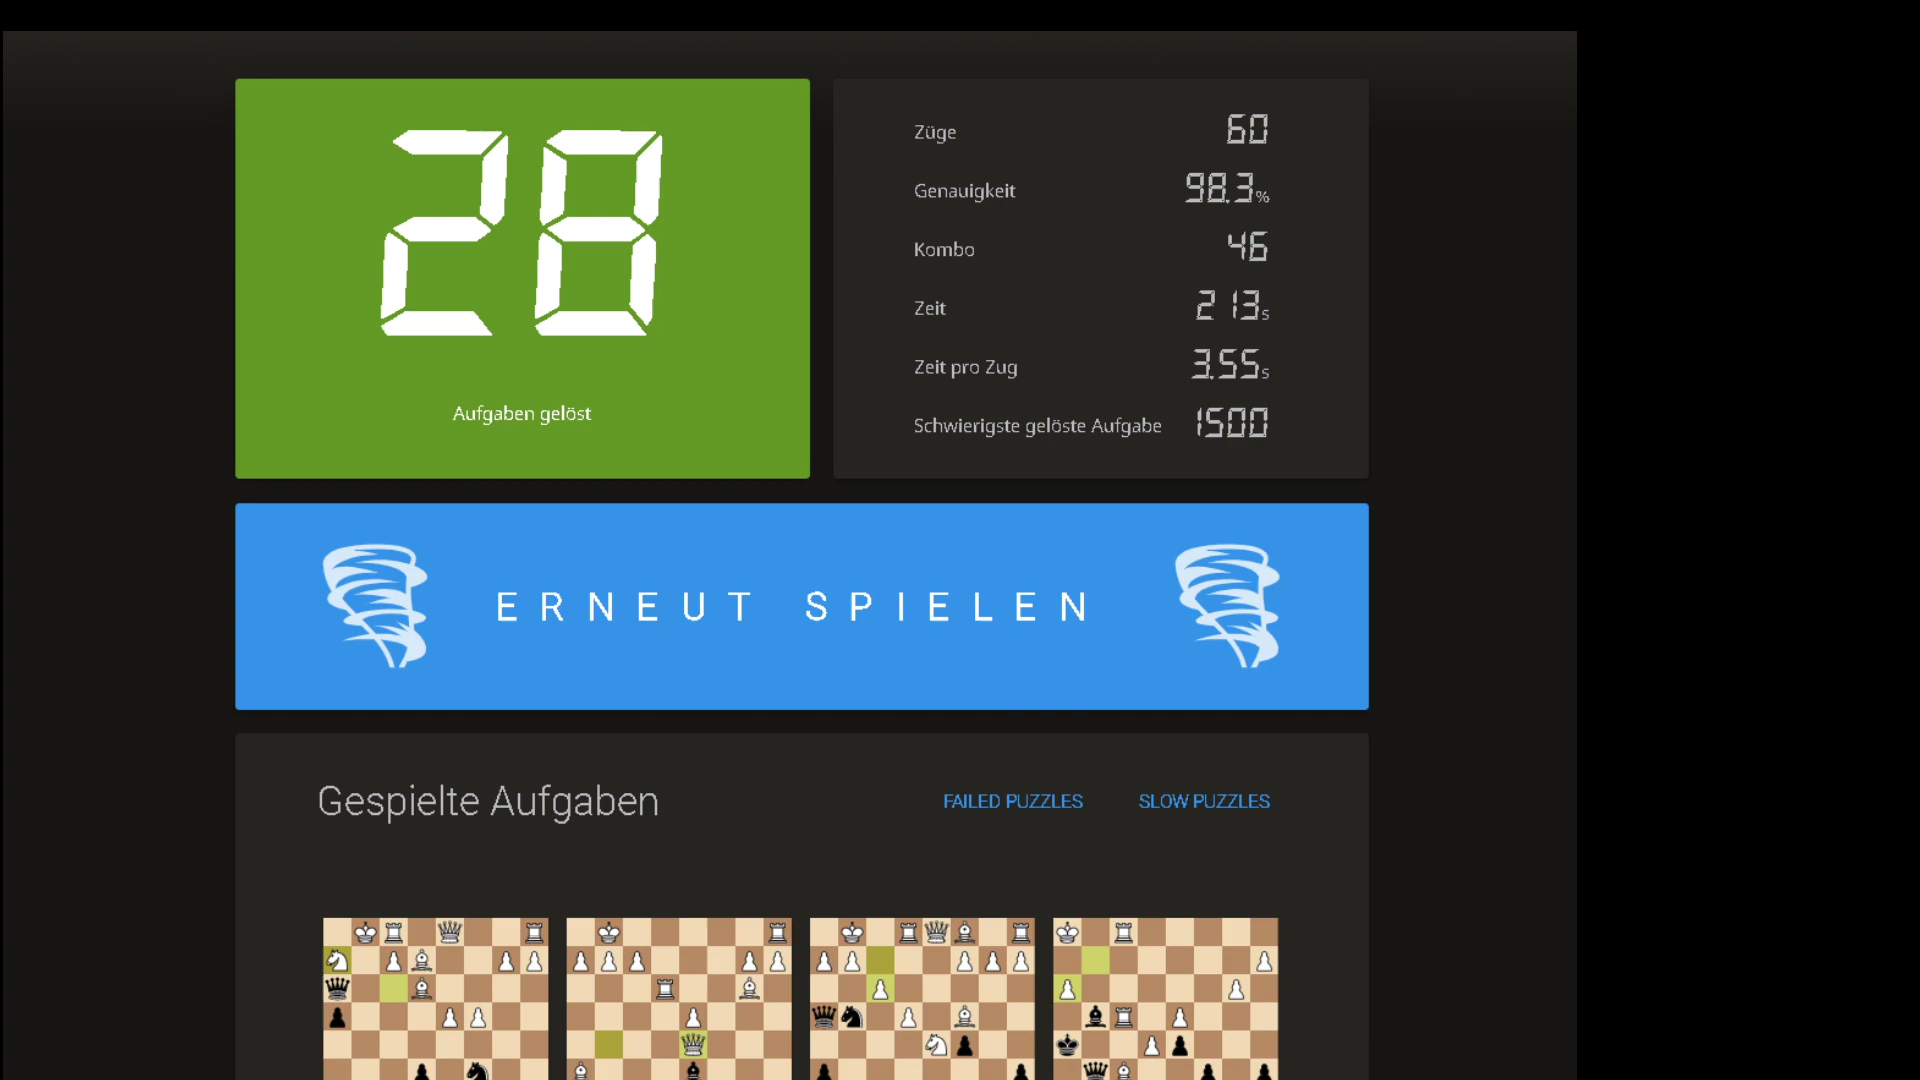 28
Aufgaben gelöst
Züge 60
Genauigkeit 98.3%
Kombo 46
Zeit 213s
Zeit pro Zug 3.55s
Schwierigste gelöste Aufgabe 1500
ERNEUT SPIELEN
Gespielte Aufgaben
FAILED PUZZLES SLOW PUZZLES